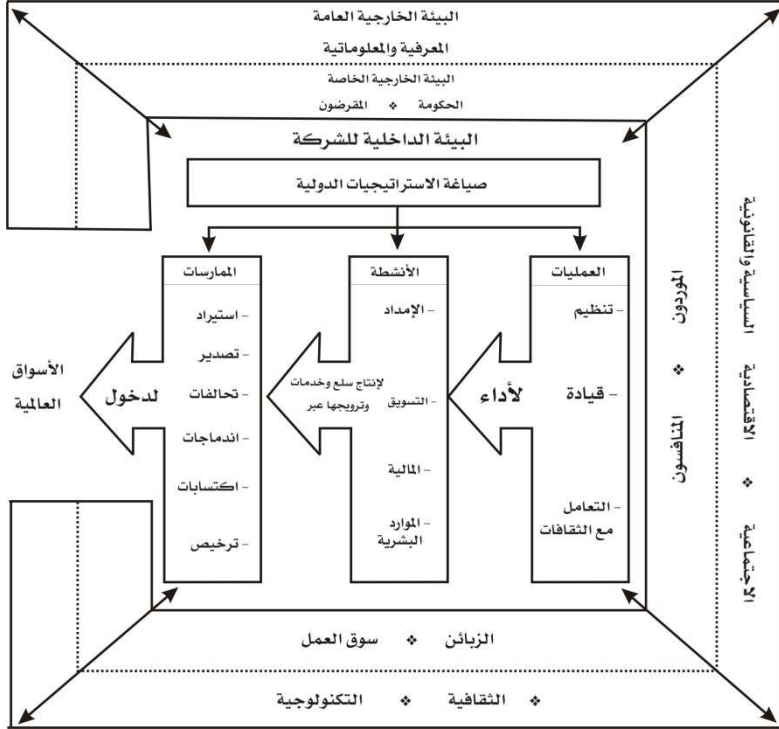 البيئة الخارجية العامة
المعرفية والمعلوماتية
البيئة الخارجية الخاصة
الحكومة ❖ المقرضون
البيئة الداخلية للشركة
صياغة الاستراتيجيات الدولية
العمليات
- تنظيم
- قيادة
- التعامل
مع الثقافات
لأداء
الأنشطة
- الإمداد
- التسويق
- المالية
- الموارد
البشرية
لإنتاج سلع وخدمات
وترويجها عبر
الممارسات
- استيراد
- تصدير
- تحالفات
- اندماجات
- اكتسابات
- ترخيص
لدخول
الأسواق
العالمية
الموردون ❖ المنافسون
السياسية والقانونية ❖ الاقتصادية ❖ الاجتماعية
الزبائن ❖ سوق العمل
❖ الثقافية ❖ التكنولوجية